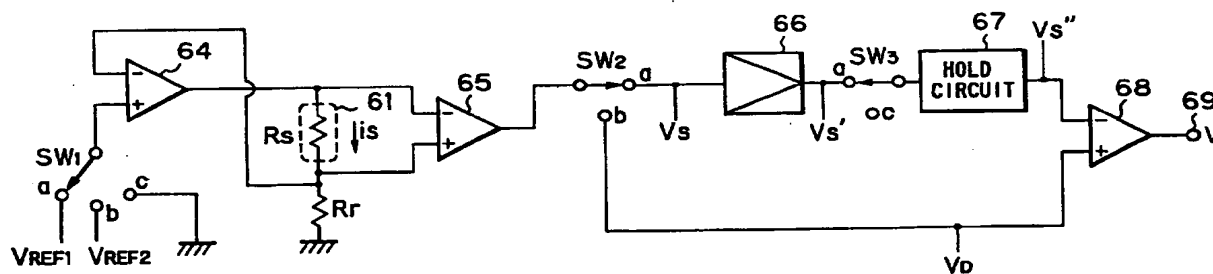 66
67
Vs''
64
SW2
SW3
HOLD
CIRCUIT
68
69
61
65
a
a
Rs
is
b
Vs
Vs'
c
V
SW1
a
b
c
Rr
VREF1
VREF2
VD